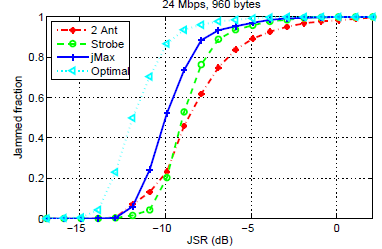 24 Mbps, 960 bytes
1
0.8
0.6
0.4
0.2
0
Jammed fraction
2 Ant
Strobe
jMax
Optimal
−15 −10 −5 0
JSR (dB)